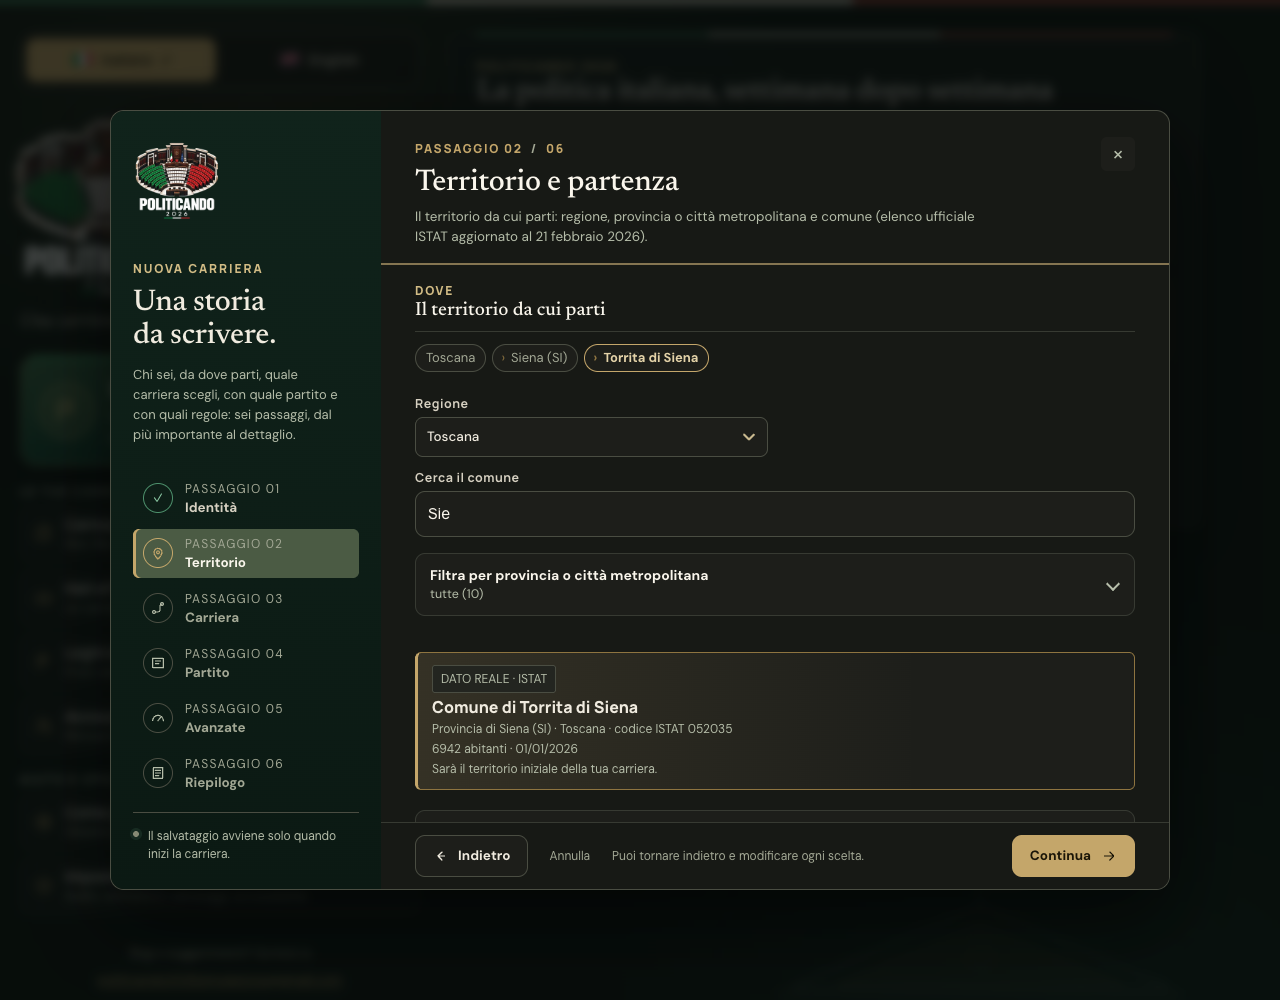 La politica italiana, settimana dopo settimana
POLITICANDO
2026
NUOVA CARRIERA
Una storia
da scrivere.
Chi sei, da dove parti, quale
carriera scegli, con quale partito e
con quali regole: sei passaggi, dal
più importante al dettaglio.
PASSAGGIO 01
Identità
PASSAGGIO 02
Territorio
PASSAGGIO 03
Carriera
PASSAGGIO 04
Partito
PASSAGGIO 05
Avanzate
PASSAGGIO 06
Riepilogo
Il salvataggio avviene solo quando
inizi la carriera.
PASSAGGIO 02 / 06
Territorio e partenza
Il territorio da cui parti: regione, provincia o città metropolitana e comune (elenco ufficiale
ISTAT aggiornato al 21 febbraio 2026).
DOVE
Il territorio da cui parti
Toscana › Siena (SI) › Torrita di Siena
Regione
Toscana
Cerca il comune
Sie
Filtra per provincia o città metropolitana
tutte (10)
DATO REALE · ISTAT
Comune di Torrita di Siena
Provincia di Siena (SI) · Toscana · codice ISTAT 052035
6942 abitanti · 01/01/2026
Sarà il territorio iniziale della tua carriera.
← Indietro Annulla Puoi tornare indietro e modificare ogni scelta. Continua →